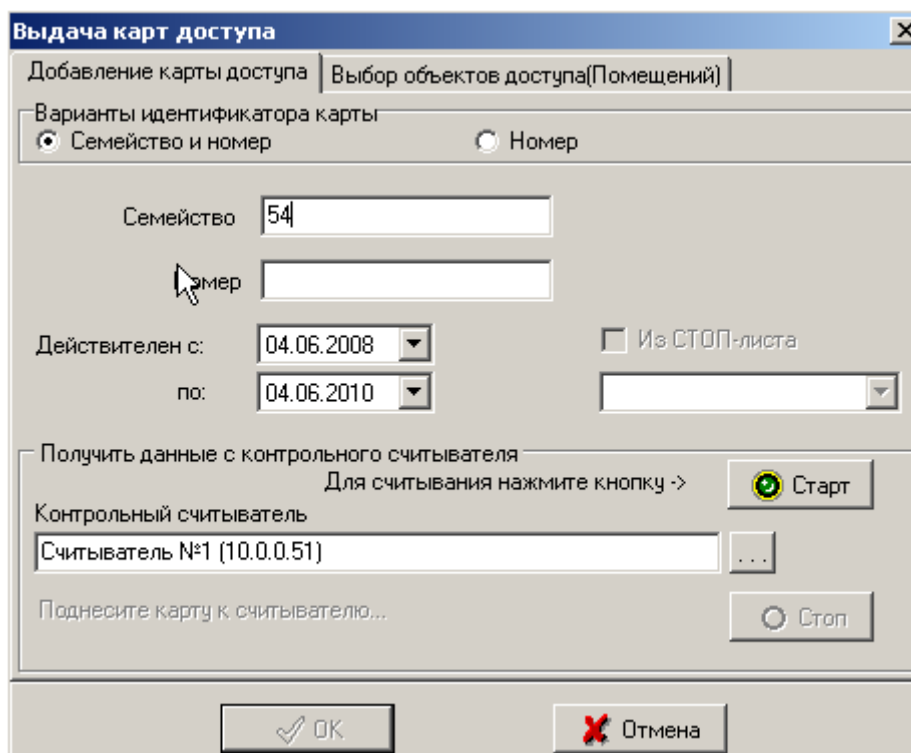 Выдача карт доступа
Добавление карты доступа Выбор объектов доступа(Помещений)
Варианты идентификатора карты
Семейство и номер Номер
Семейство 54
омер
Действителен с: 04.06.2008 Из СТОП-листа
по: 04.06.2010
Получить данные с контрольного считывателя
Для считывания нажмите кнопку -> Старт
Контрольный считыватель
Считыватель №1 (10.0.0.51) ...
Поднесите карту к считывателю... Стоп
OK Отмена